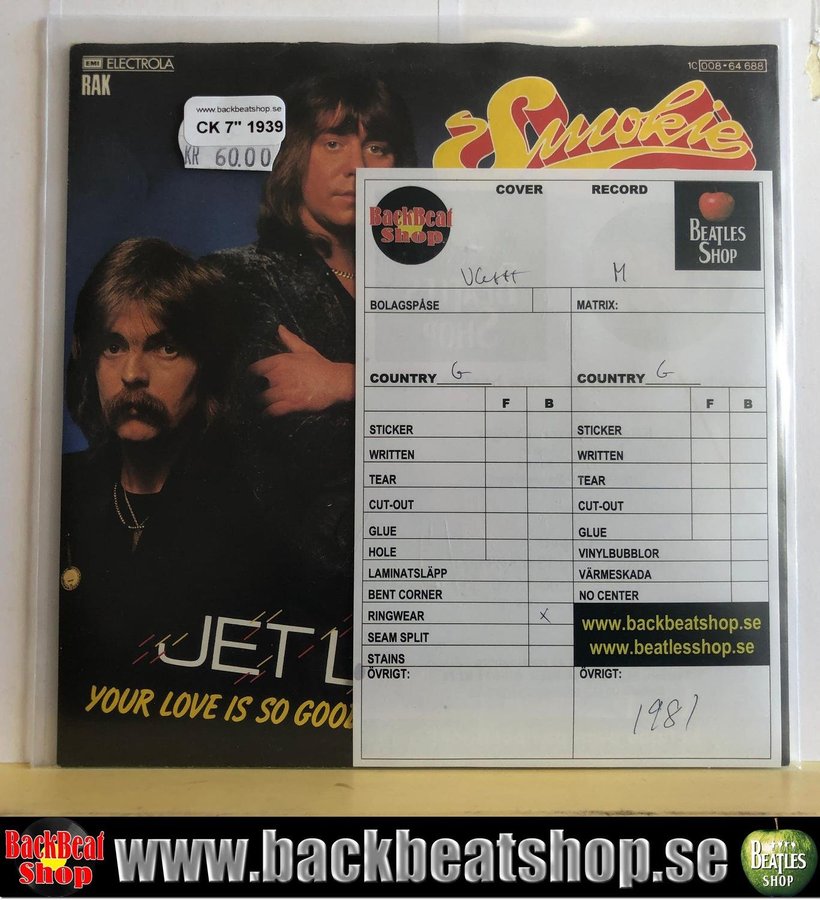 EMI ELECTROLA
1C 008-64 688
RAK
www.backbeatshop.se
CK 7" 1939
KR 60.00
Smokie
BackBeat
Shop
COVER RECORD
BEATLES
SHOP
M
BOLAGSPÅSE MATRIX:
COUNTRY G COUNTRY G
F B F B
STICKER STICKER
WRITTEN WRITTEN
TEAR TEAR
CUT-OUT CUT-OUT
GLUE GLUE
HOLE VINYLBUBBLOR
LAMINATSLÄPP VÄRMESKADA
BENT CORNER NO CENTER
RINGWEAR X
www.backbeatshop.se
SEAM SPLIT
www.beatlesshop.se
STAINS
ÖVRIGT: ÖVRIGT:
1981
JET L
YOUR LOVE IS SO GOOD
BackBeat
Shop
www.backbeatshop.se
BEATLES
SHOP